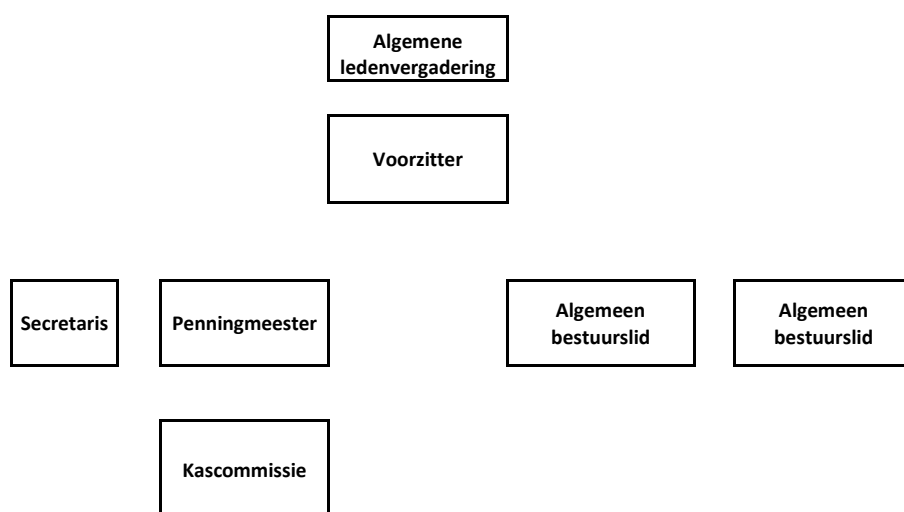 Algemene
ledenvergadering
Voorzitter
Secretaris
Penningmeester
Algemeen
bestuurslid
Algemeen
bestuurslid
Kascommissie